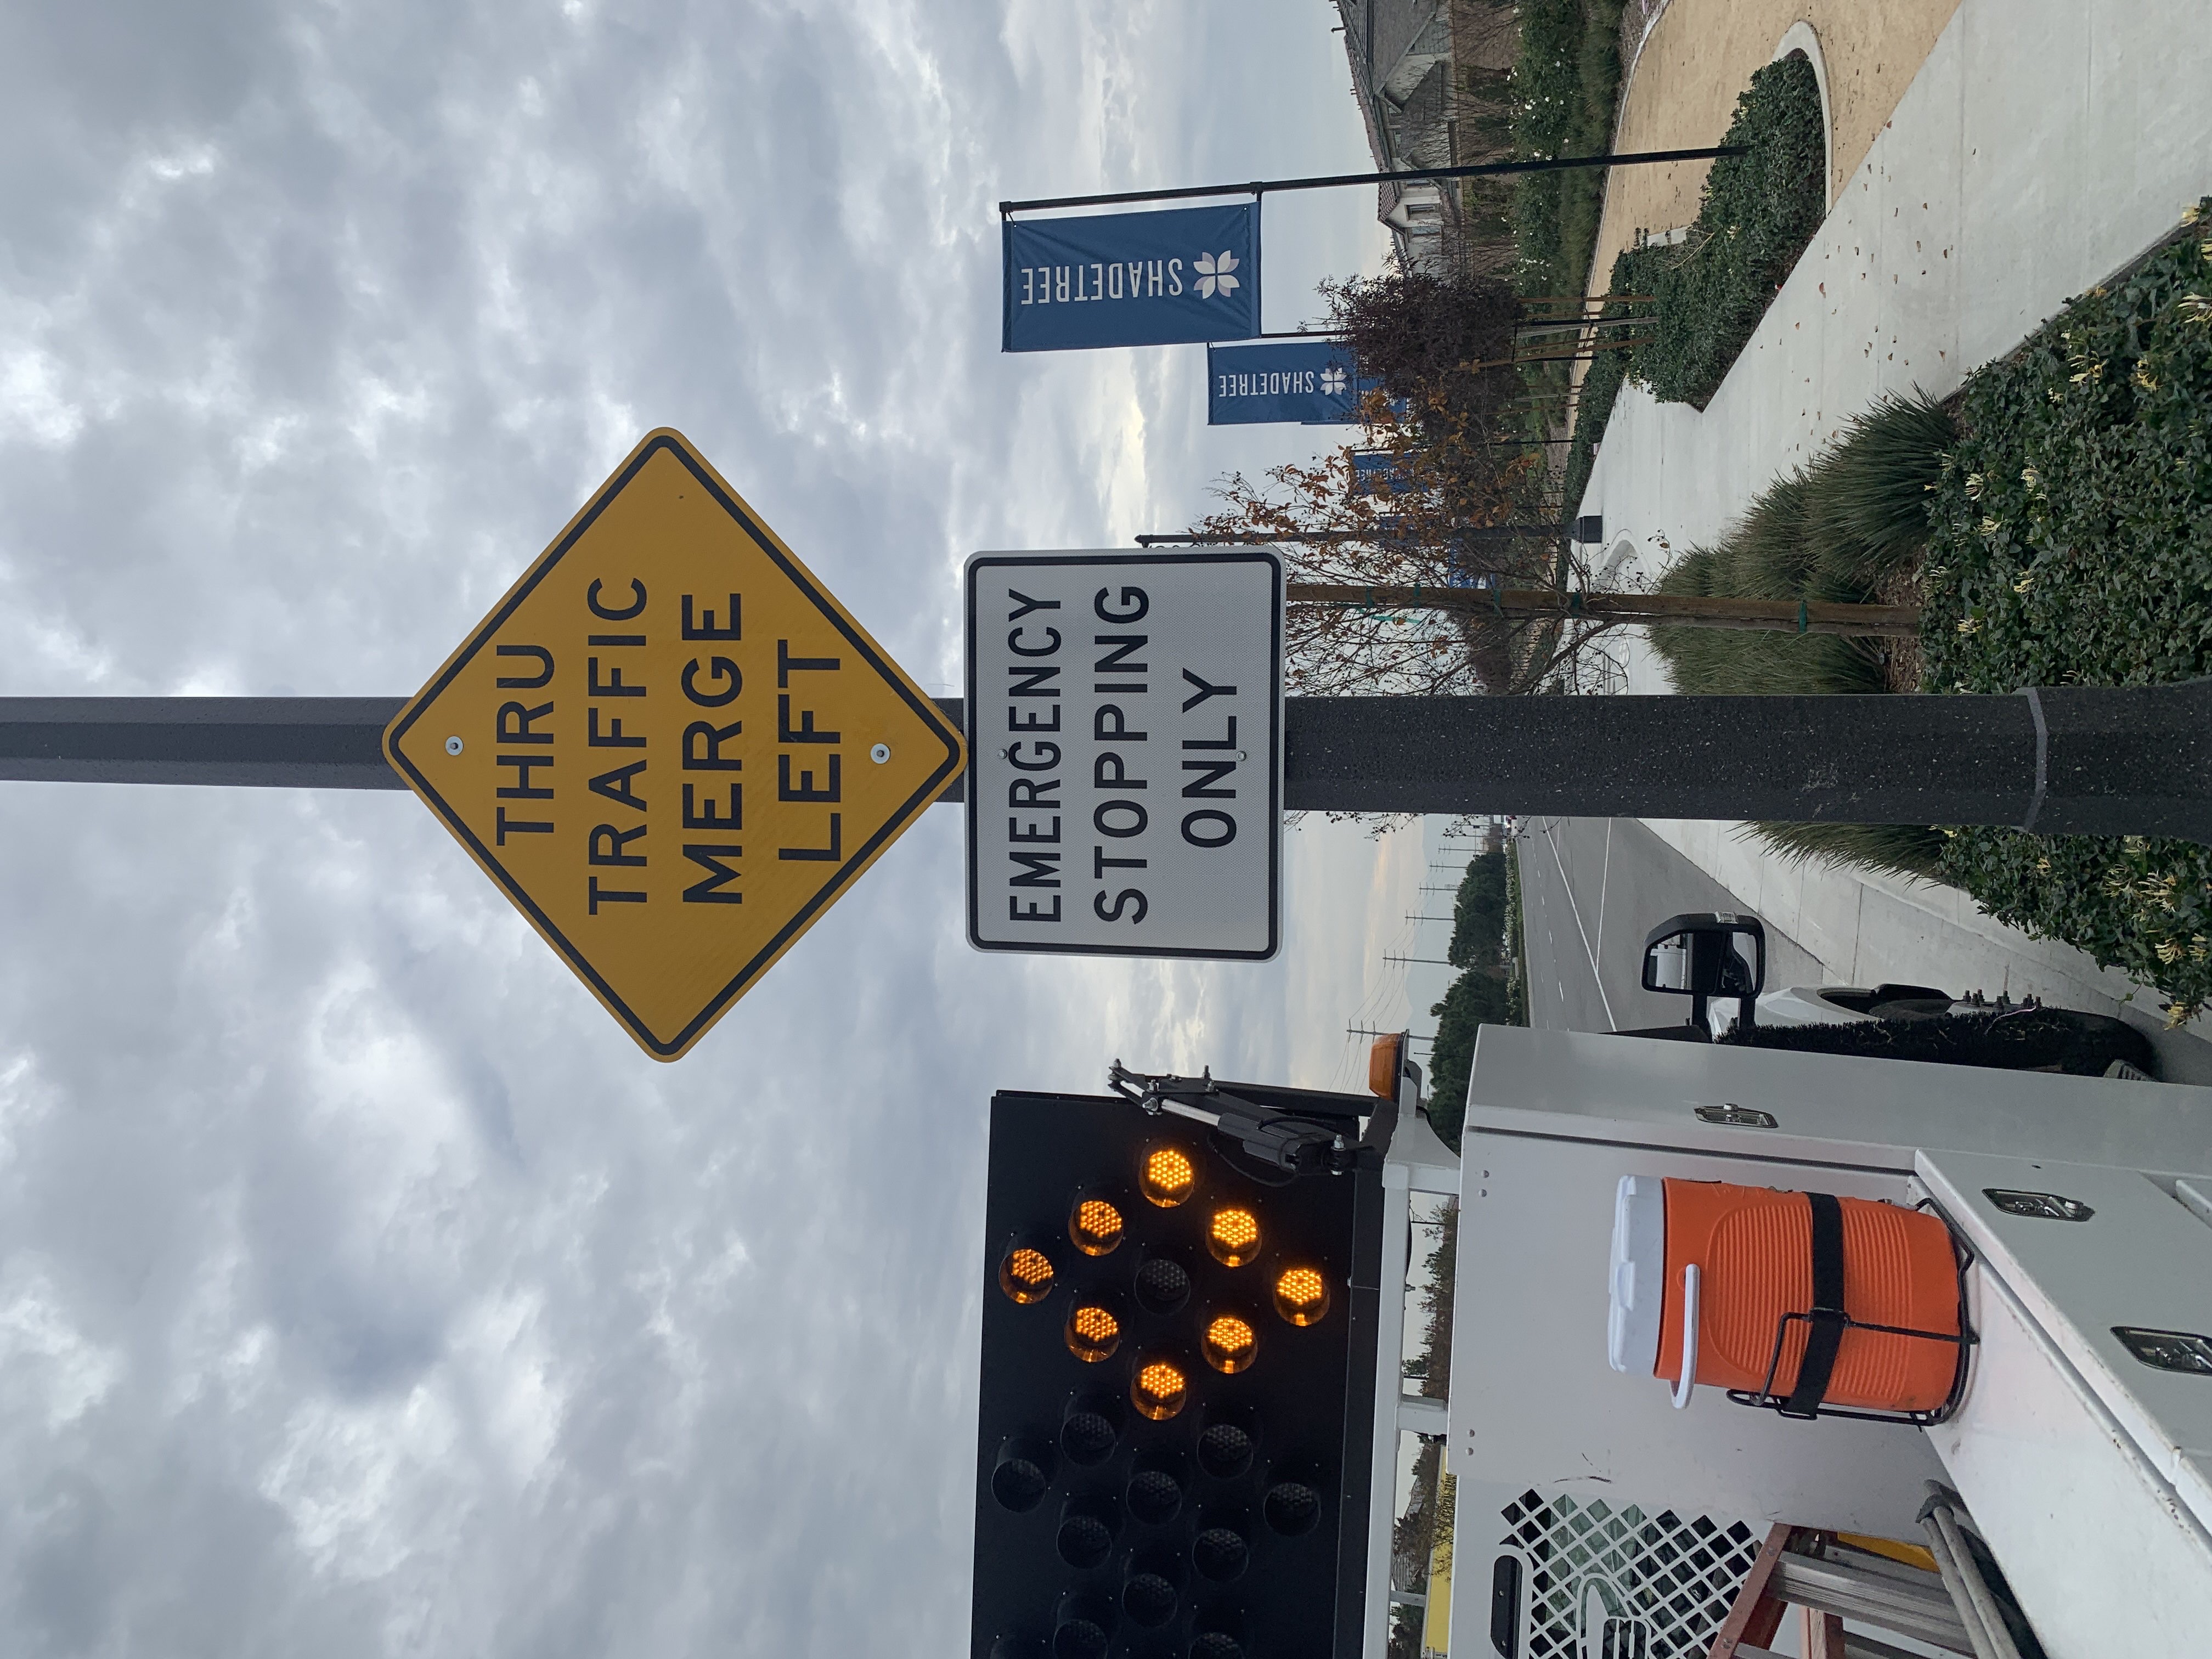 THRU
TRAFFIC
MERGE
LEFT
EMERGENCY
STOPPING
ONLY
SHADETREE
SHADETREE